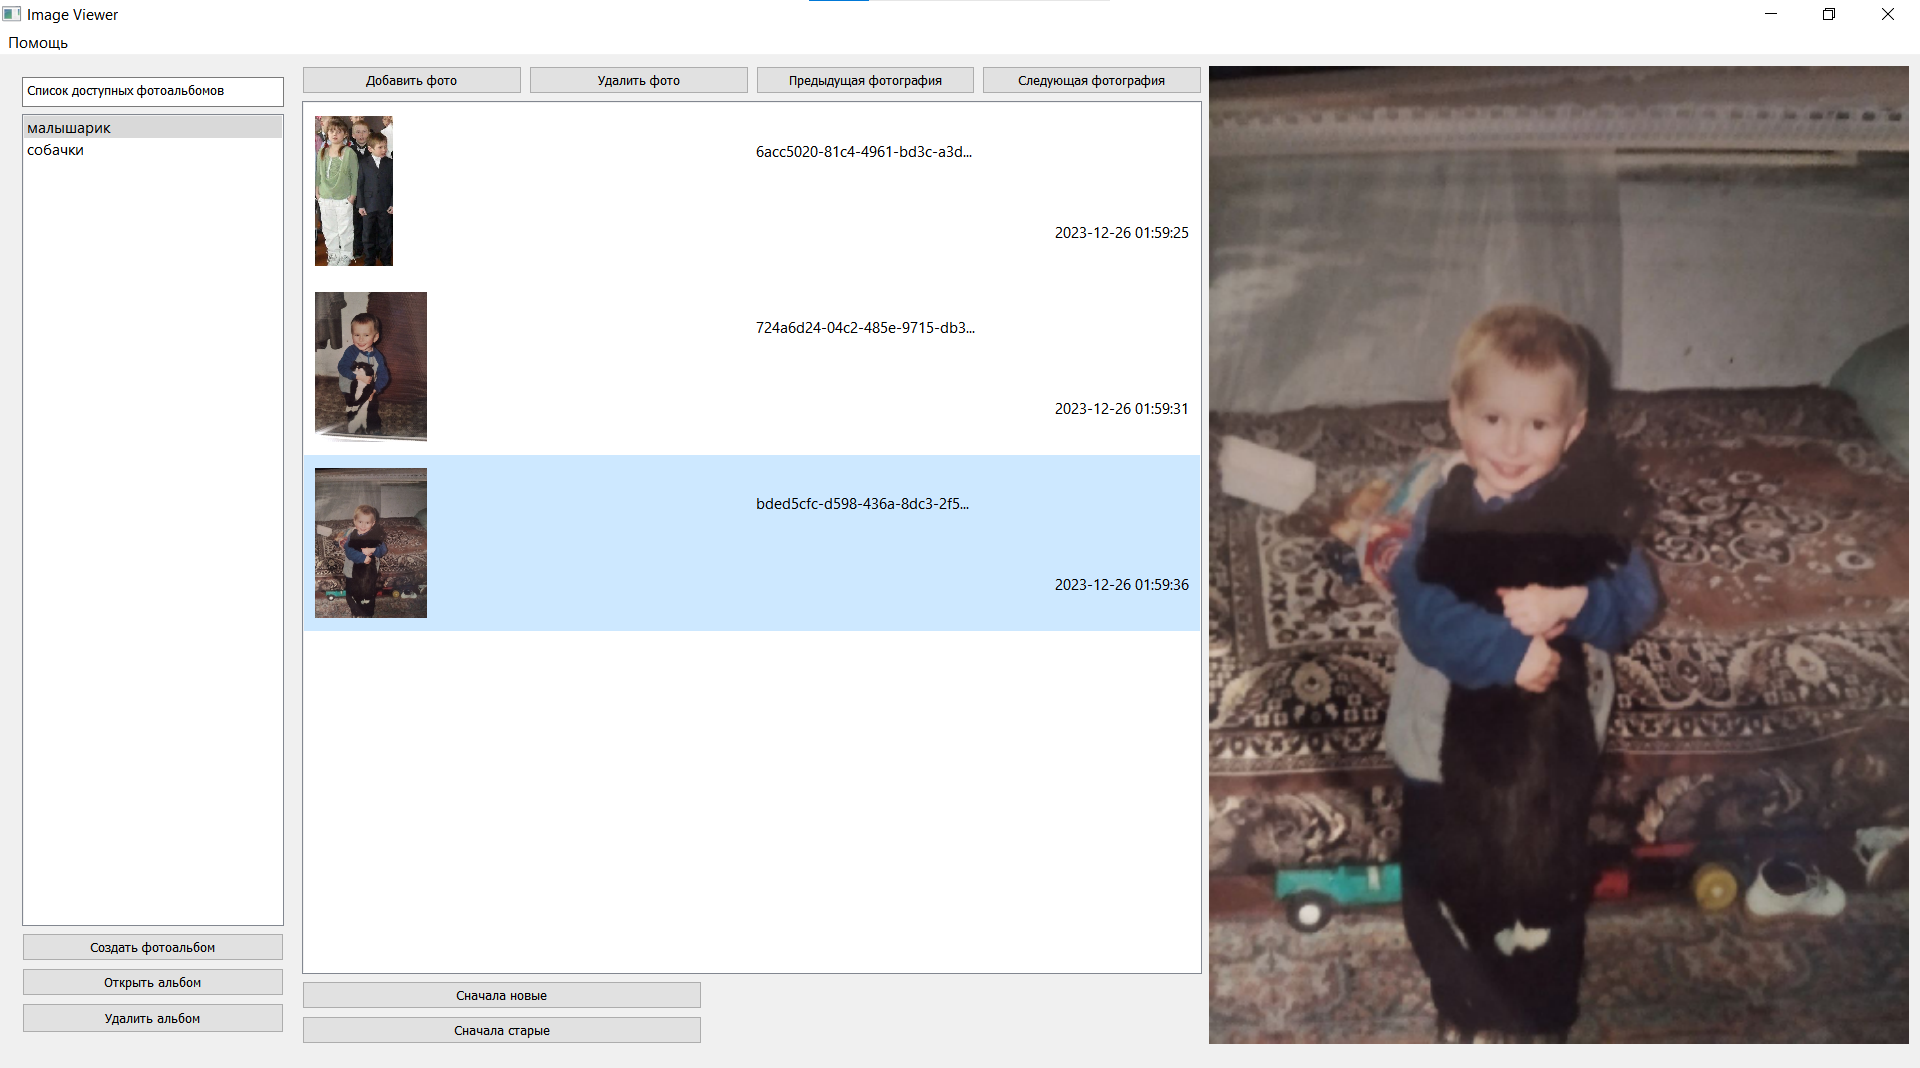 Image Viewer
Помощь
Список доступных фотоальбомов
малышарик
собачки
Создать фотоальбом
Открыть альбом
Удалить альбом
Добавить фото
Удалить фото
Предыдущая фотография
Следующая фотография
6acc5020-81c4-4961-bd3c-a3d...
2023-12-26 01:59:25
724a6d24-04c2-485e-9715-db3...
2023-12-26 01:59:31
bded5cfc-d598-436a-8dc3-2f5...
2023-12-26 01:59:36
Сначала новые
Сначала старые